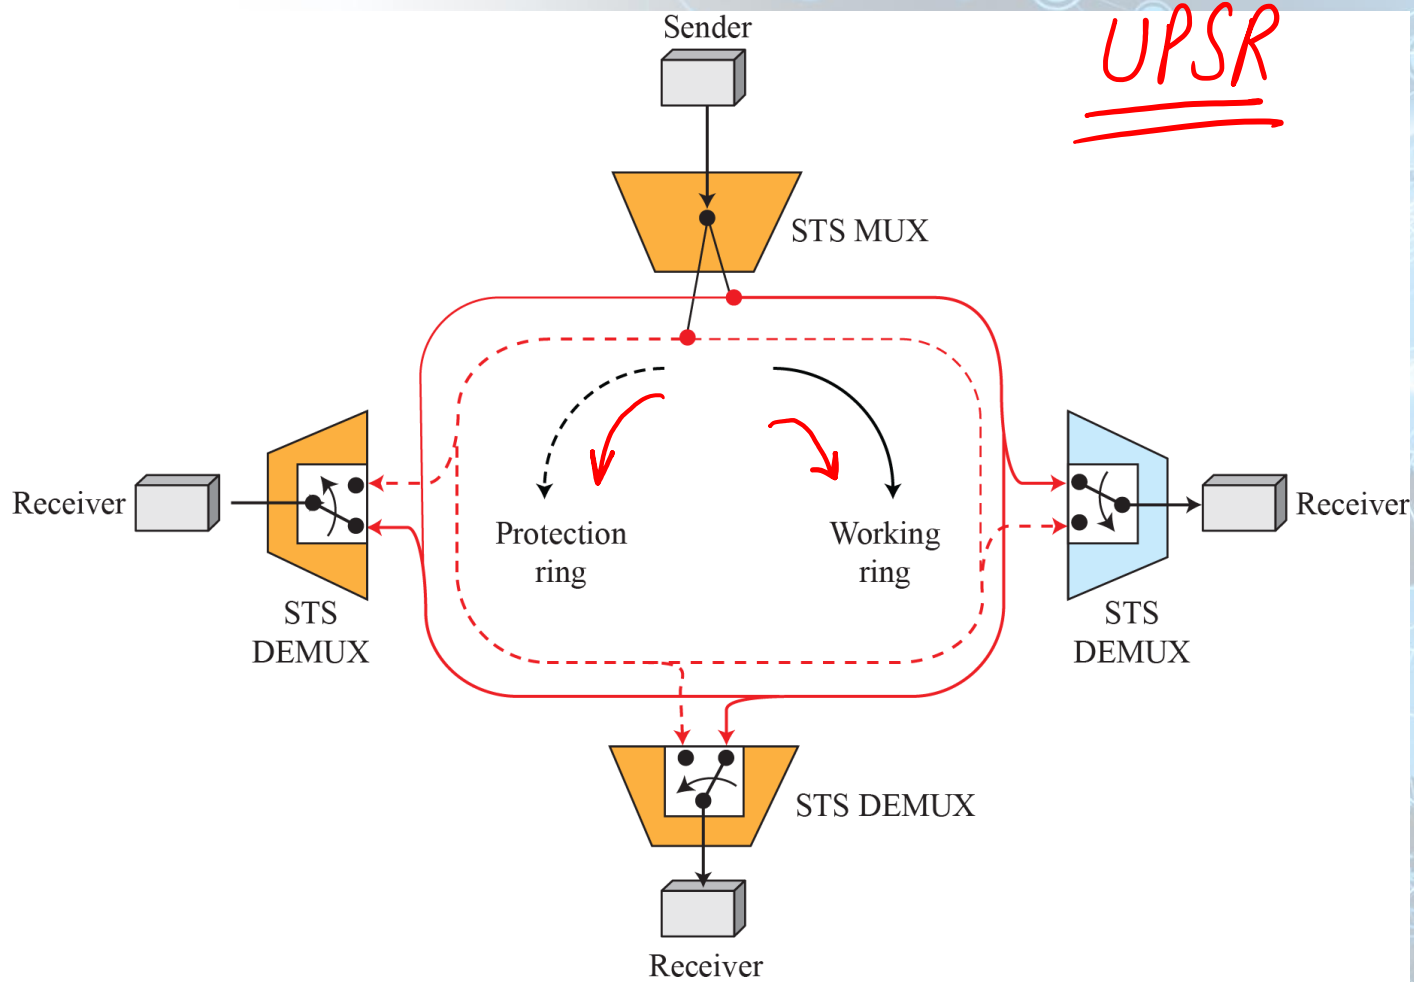 UPSR
Sender
STS MUX
Receiver
Protection
ring
Working
ring
Receiver
STS
DEMUX
STS
DEMUX
STS DEMUX
Receiver